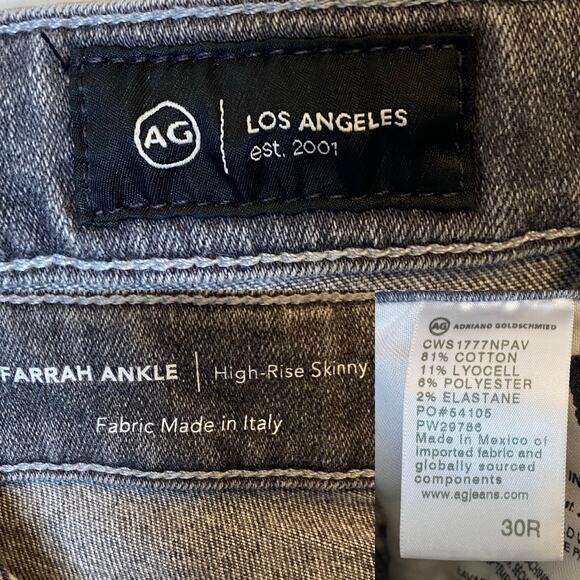 AG
LOS ANGELES
est. 2001
FARRAH ANKLE | High-Rise Skinny
Fabric Made in Italy
AG ADRIANO GOLDSCHMIED
CWS1777NPAV
81% COTTON
11% LYOCELL
6% POLYESTER
2% ELASTANE
PO#54105
PW29786
Made in Mexico of
imported fabric and
globally sourced
components
www.agjeans.com
30R